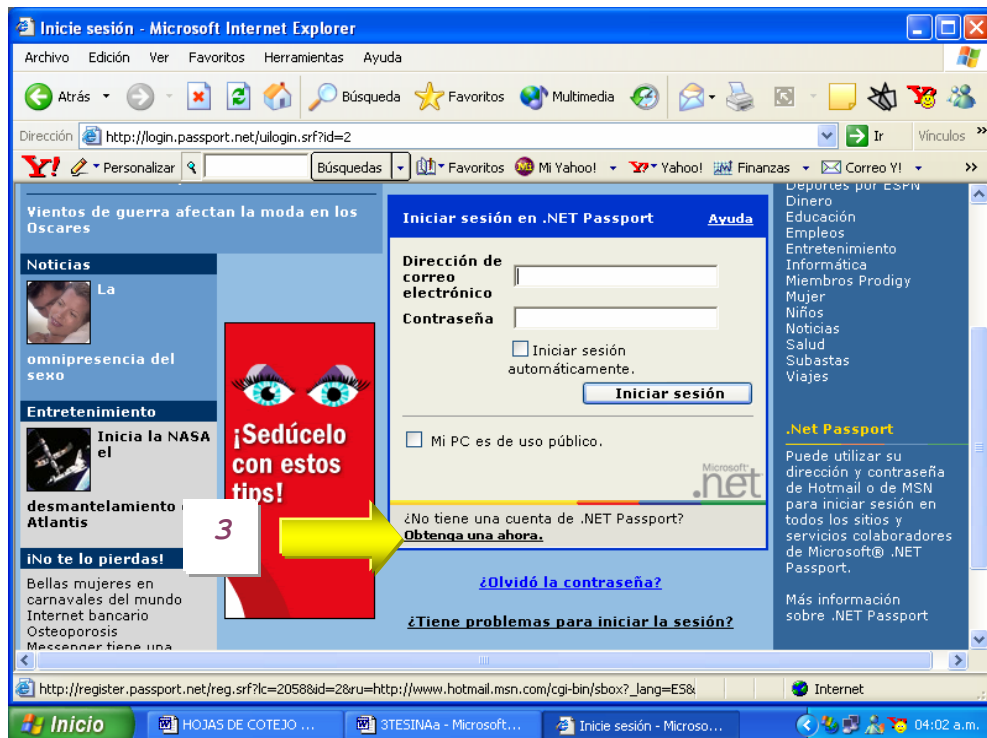 Inicie sesión - Microsoft Internet Explorer
Archivo Edición Ver Favoritos Herramientas Ayuda
Atrás Búsqueda Favoritos Multimedia
Dirección http://login.passport.net/uilogin.srf?id=2 Ir Vínculos »
Y! Personalizar Búsquedas Favoritos Mi Yahoo! Yahoo! Finanzas Correo Y! »
Vientos de guerra afectan la moda en los
Oscares
Noticias
La
omnipresencia del
sexo
Entretenimiento
Inicia la NASA
el
desmantelamiento
Atlantis
¡No te lo pierdas!
Bellas mujeres en
carnavales del mundo
Internet bancario
Osteoporosis
Messenger tiene una
¡Sedúcelo
con estos
tips!
3
Iniciar sesión en .NET Passport Ayuda
Dirección de
correo
electrónico
Contraseña
Iniciar sesión
automáticamente.
Iniciar sesión
Mi PC es de uso público.
Microsoft
.net
¿No tiene una cuenta de .NET Passport?
Obtenga una ahora.
¿Olvidó la contraseña?
¿Tiene problemas para iniciar la sesión?
Deportes por ESPN
Dinero
Educación
Empleos
Entretenimiento
Informática
Miembros Prodigy
Mujer
Niños
Noticias
Salud
Subastas
Viajes
.Net Passport
Puede utilizar su
dirección y contraseña
de Hotmail o de MSN
para iniciar sesión en
todos los sitios y
servicios colaboradores
de Microsoft® .NET
Passport.
Más información
sobre .NET Passport
http://register.passport.net/reg.srf?lc=2058&id=2&ru=http://www.hotmail.msn.com/cgi-bin/sbox?_lang=ES& Internet
Inicio HOJAS DE COTEJO ... 3TESINAa - Microsoft... Inicie sesión - Microso... 04:02 a.m.